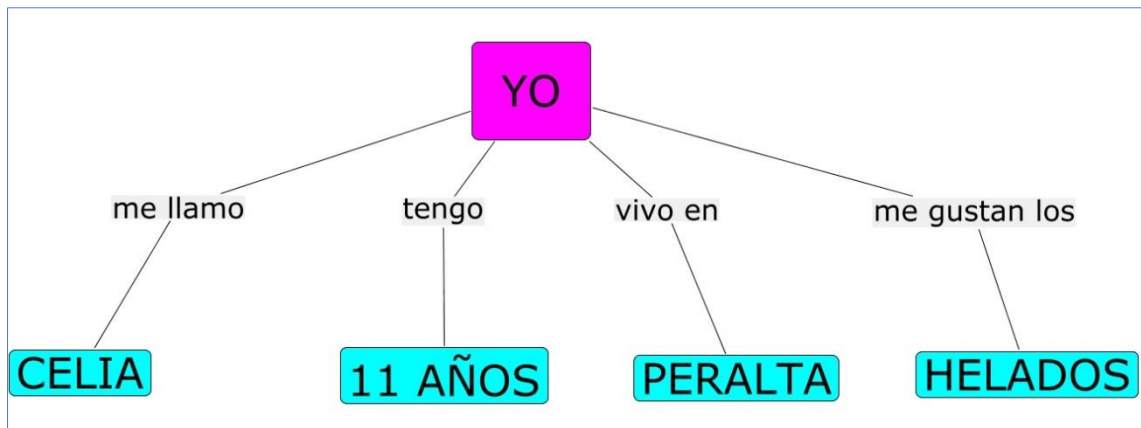 YO
me llamo
tengo
vivo en
me gustan los
CELIA
11 AÑOS
PERALTA
HELADOS